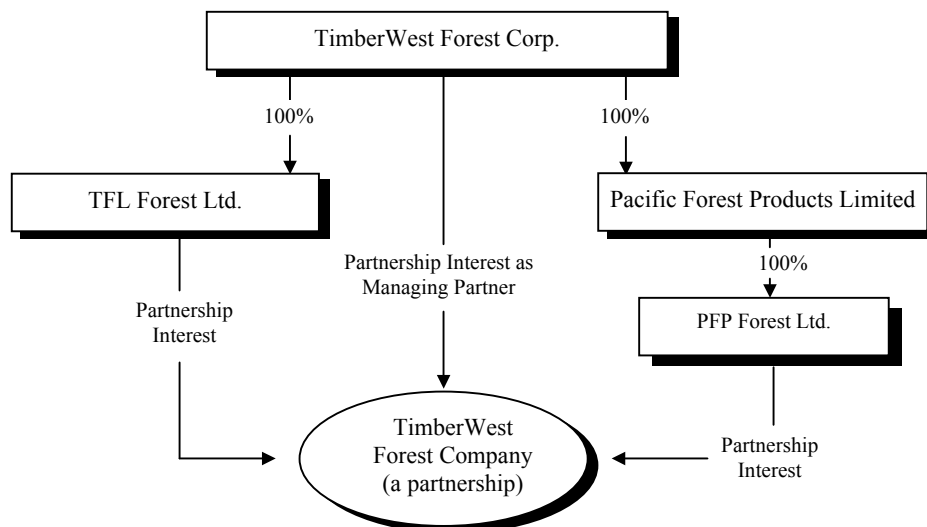 TimberWest Forest Corp.
100%
100%
TFL Forest Ltd.
Pacific Forest Products Limited
Partnership Interest as
Managing Partner
100%
Partnership
Interest
PFP Forest Ltd.
TimberWest
Forest Company
(a partnership)
Partnership
Interest